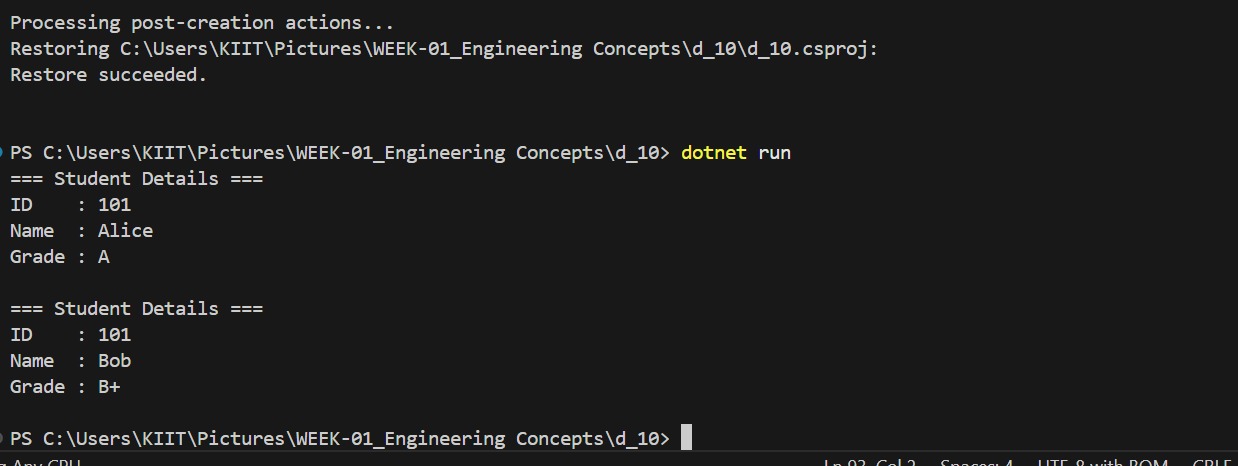 Processing post-creation actions...
Restoring C:\Users\KIIT\Pictures\WEEK-01_Engineering Concepts\d_10\d_10.csproj:
Restore succeeded.
PS C:\Users\KIIT\Pictures\WEEK-01_Engineering Concepts\d_10> dotnet run
=== Student Details ===
ID    : 101
Name  : Alice
Grade : A
=== Student Details ===
ID    : 101
Name  : Bob
Grade : B+
PS C:\Users\KIIT\Pictures\WEEK-01_Engineering Concepts\d_10>
Any CPU Ln 93, Col 2 Spaces: 4 UTF-8 with BOM CRLF